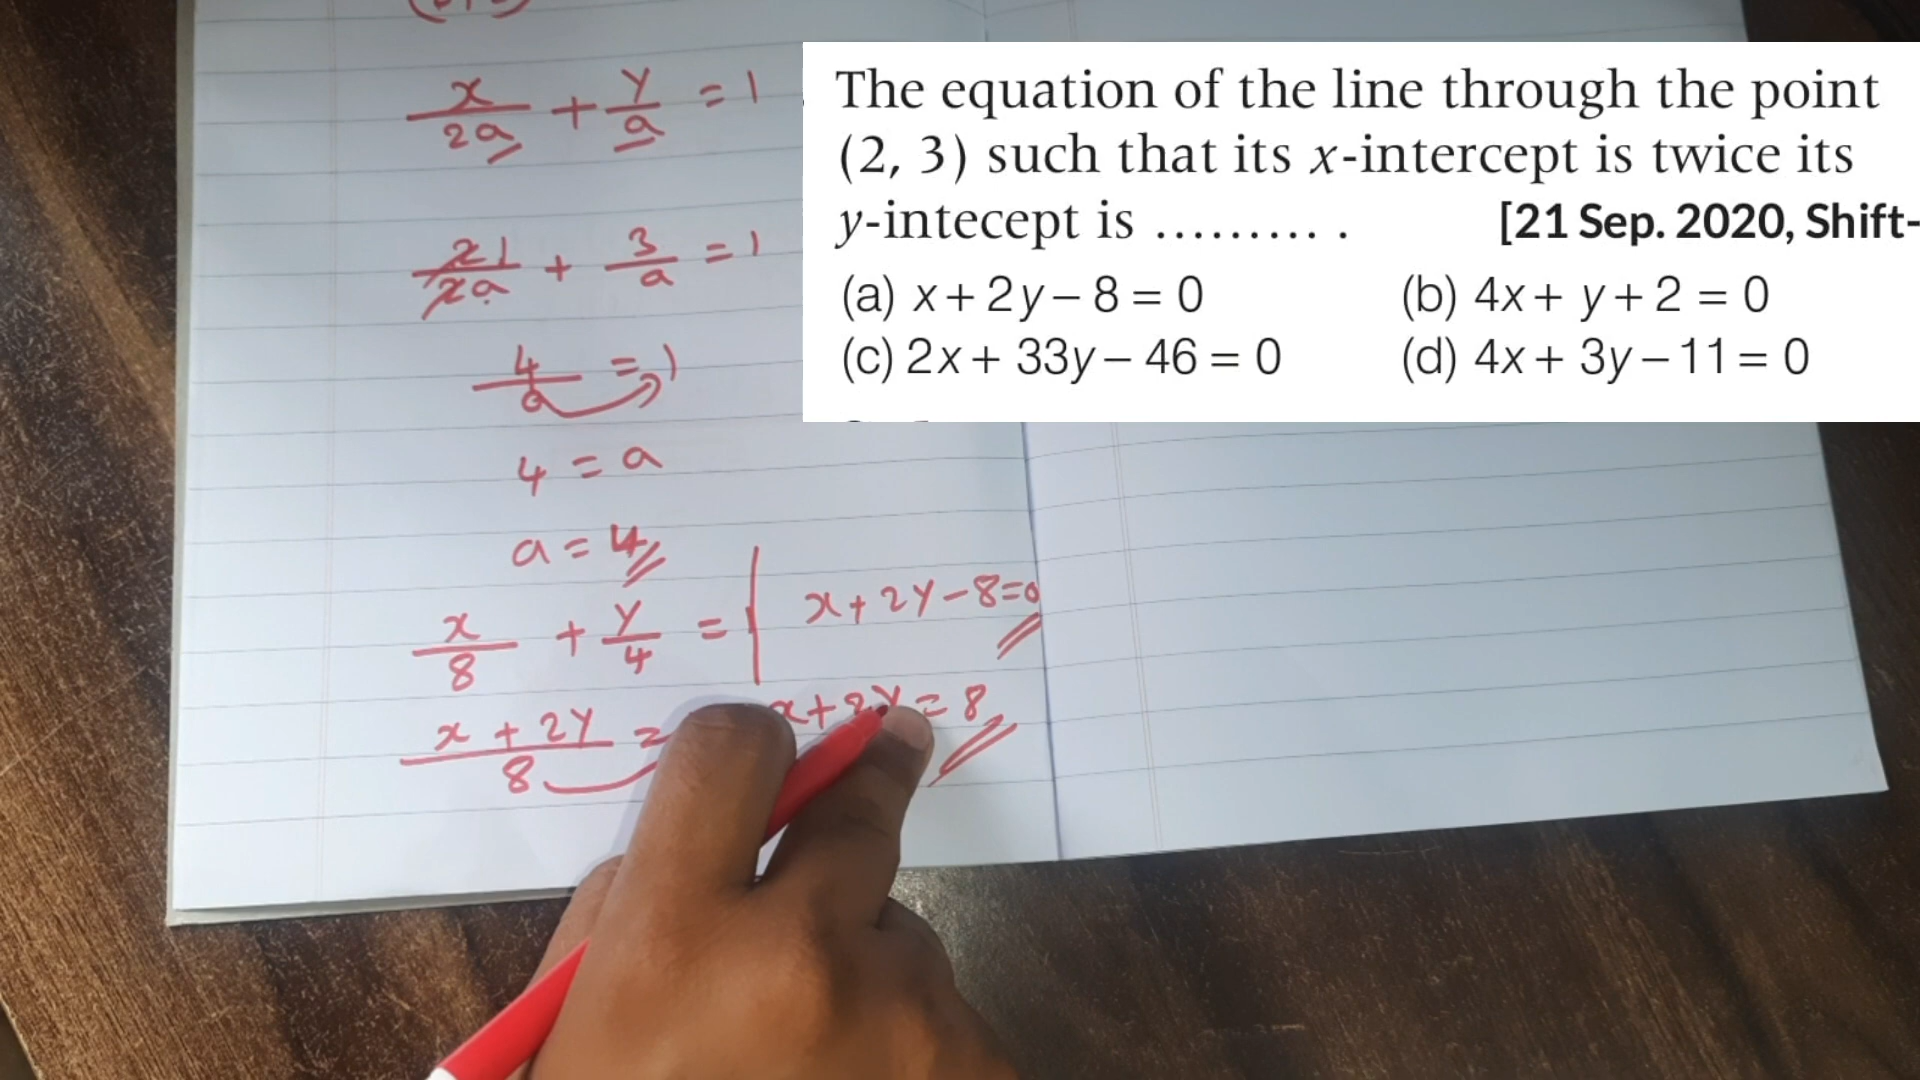 x/2a + y/a = 1
21/2a + 3/a = 1
4/a = 1
4 = a
a = 4
x/8 + y/4 = 1
x + 2y/8 =
x + 2y - 8 = 0
x + 2y = 8
The equation of the line through the point
(2, 3) such that its x-intercept is twice its
y-intecept is .......... [21 Sep. 2020, Shift-
(a) x + 2y – 8 = 0 (b) 4x + y + 2 = 0
(c) 2x + 33y – 46 = 0 (d) 4x + 3y – 11 = 0